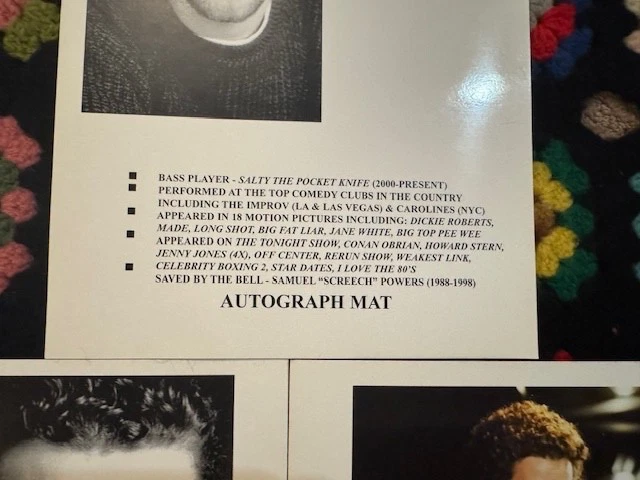 BASS PLAYER - SALTY THE POCKET KNIFE (2000-PRESENT)
PERFORMED AT THE TOP COMEDY CLUBS IN THE COUNTRY
INCLUDING THE IMPROV (LA & LAS VEGAS) & CAROLINES (NYC)
APPEARED IN 18 MOTION PICTURES INCLUDING: DICKIE ROBERTS,
MADE, LONG SHOT, BIG FAT LIAR, JANE WHITE, BIG TOP PEE WEE
APPEARED ON THE TONIGHT SHOW, CONAN OBRIAN, HOWARD STERN,
JENNY JONES (4X), OFF CENTER, RERUN SHOW, WEAKEST LINK,
CELEBRITY BOXING 2, STAR DATES, I LOVE THE 80'S
SAVED BY THE BELL - SAMUEL "SCREECH" POWERS (1988-1998)
AUTOGRAPH MAT